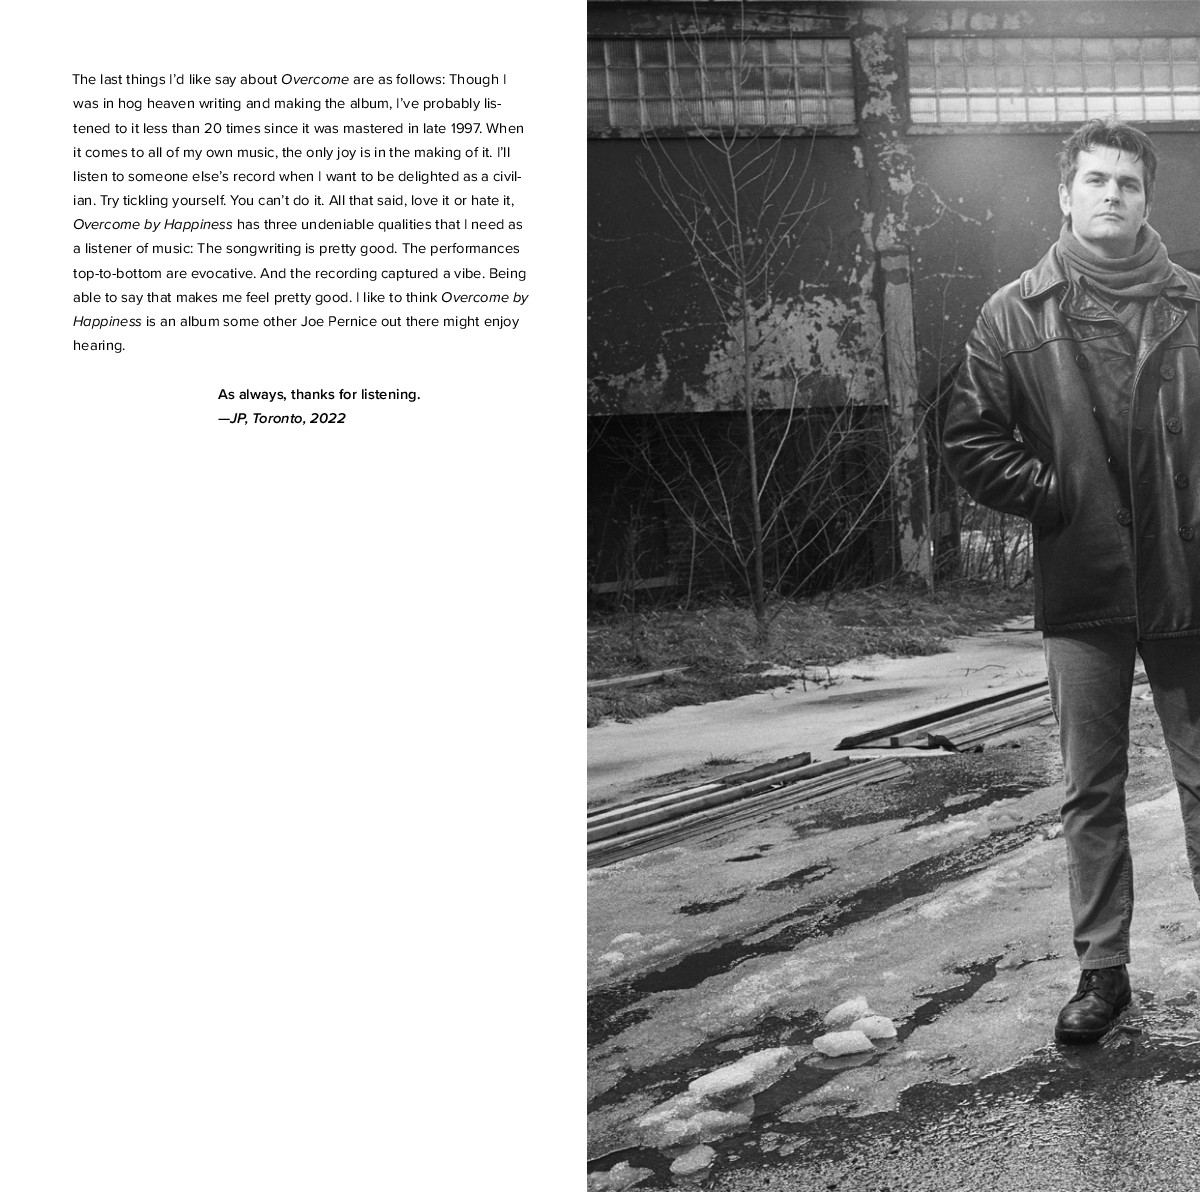 The last things I’d like say about Overcome are as follows: Though I
was in hog heaven writing and making the album, I’ve probably lis-
tened to it less than 20 times since it was mastered in late 1997. When
it comes to all of my own music, the only joy is in the making of it. I’ll
listen to someone else’s record when I want to be delighted as a civil-
ian. Try tickling yourself. You can’t do it. All that said, love it or hate it,
Overcome by Happiness has three undeniable qualities that I need as
a listener of music: The songwriting is pretty good. The performances
top-to-bottom are evocative. And the recording captured a vibe. Being
able to say that makes me feel pretty good. I like to think Overcome by
Happiness is an album some other Joe Pernice out there might enjoy
hearing.
As always, thanks for listening.
—JP, Toronto, 2022